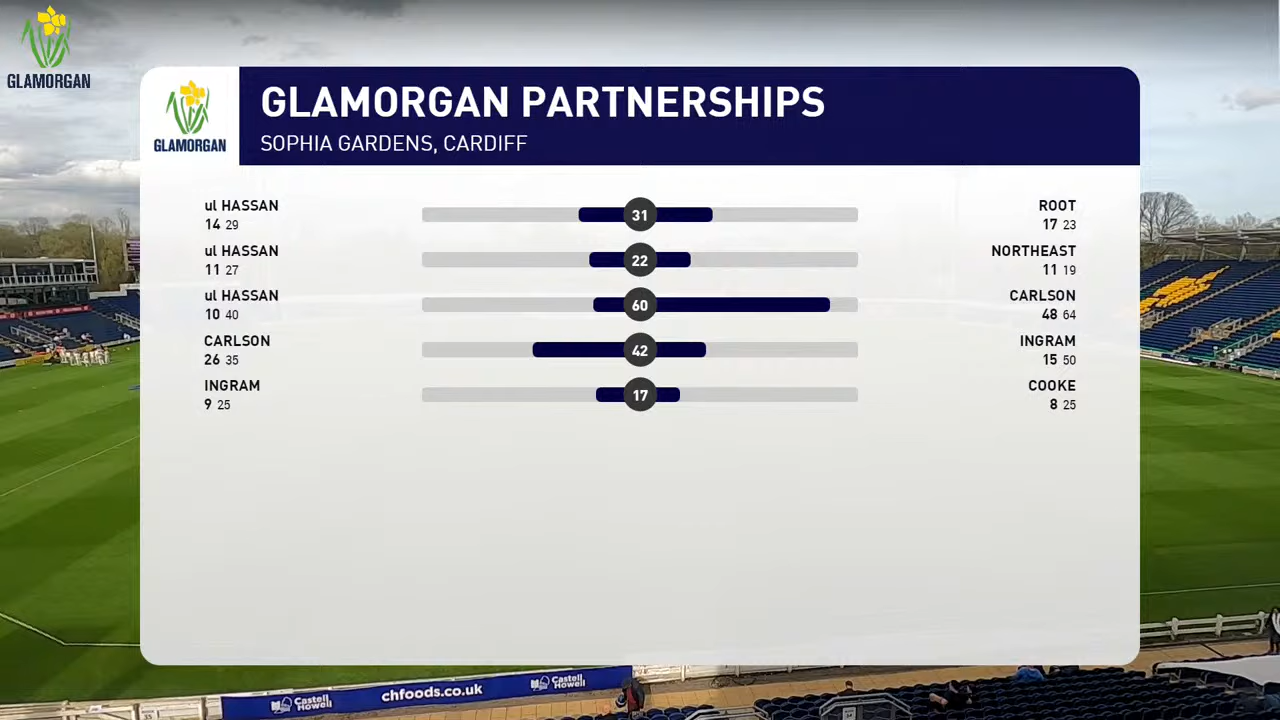 GLAMORGAN
GLAMORGAN
GLAMORGAN PARTNERSHIPS
SOPHIA GARDENS, CARDIFF
ul HASSAN 31 ROOT
14 29 17 23
ul HASSAN 22 NORTHEAST
11 27 11 19
ul HASSAN 60 CARLSON
10 40 48 64
CARLSON 42 INGRAM
26 35 15 50
INGRAM 17 COOKE
9 25 8 25
Castell Howell
chfoods.co.uk
Castell Howell